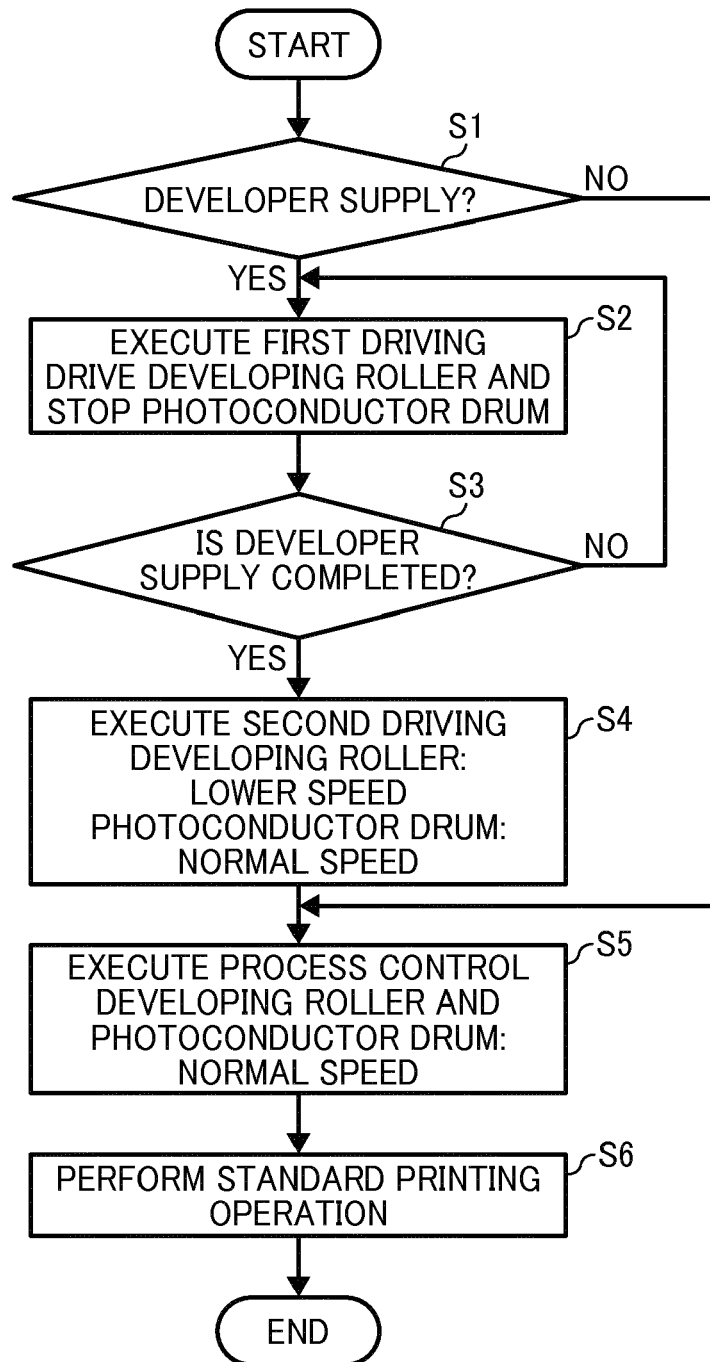 START
S1
DEVELOPER SUPPLY?
NO
YES
S2
EXECUTE FIRST DRIVING
DRIVE DEVELOPING ROLLER AND
STOP PHOTOCONDUCTOR DRUM
S3
IS DEVELOPER
SUPPLY COMPLETED?
NO
YES
S4
EXECUTE SECOND DRIVING
DEVELOPING ROLLER:
LOWER SPEED
PHOTOCONDUCTOR DRUM:
NORMAL SPEED
S5
EXECUTE PROCESS CONTROL
DEVELOPING ROLLER AND
PHOTOCONDUCTOR DRUM:
NORMAL SPEED
S6
PERFORM STANDARD PRINTING
OPERATION
END